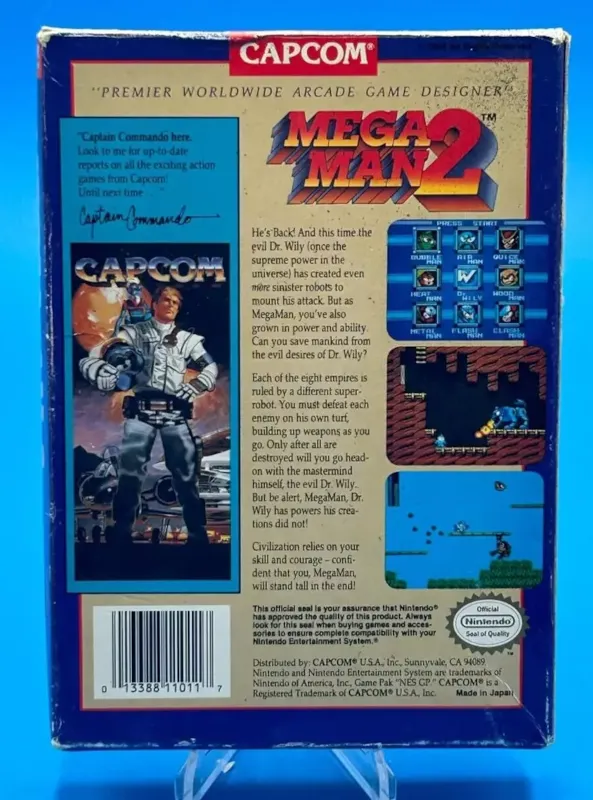 CAPCOM®
"PREMIER WORLDWIDE ARCADE GAME DESIGNER"
"Captain Commando here.
Look to me for up-to-date
reports on all the exciting action
games from Capcom!
Until next time . . ."
Captain Commando
CAPCOM
MEGA
MAN 2™
He's Back! And this time the
evil Dr. Wily (once the
supreme power in the
universe) has created even
more sinister robots to
mount his attack. But as
MegaMan, you've also
grown in power and ability.
Can you save mankind from
the evil desires of Dr. Wily?
Each of the eight empires is
ruled by a different super-
robot. You must defeat each
enemy on his own turf,
building up weapons as you
go. Only after all are
destroyed will you go head-
on with the mastermind
himself, the evil Dr. Wily.
But be alert, MegaMan, Dr.
Wily has powers his crea-
tions did not!
Civilization relies on your
skill and courage – confi-
dent that you, MegaMan,
will stand tall in the end!
PRESS START
BUBBLE MAN
AIR MAN
QUICK MAN
HEAT MAN
DR. WILY
WOOD MAN
METAL MAN
FLASH MAN
CLASH MAN
This official seal is your assurance that Nintendo®
has approved the quality of this product. Always
look for this seal when buying games and acces-
sories to ensure complete compatibility with your
Nintendo Entertainment System.®
Official
Nintendo®
Seal of Quality
Distributed by: CAPCOM® U.S.A., Inc., Sunnyvale, CA 94089
Nintendo and Nintendo Entertainment System are trademarks of
Nintendo of America, Inc., Game Pak "NES GP." CAPCOM® is a
Registered Trademark of CAPCOM® U.S.A., Inc.
Made in Japan
0 13388 11011 7